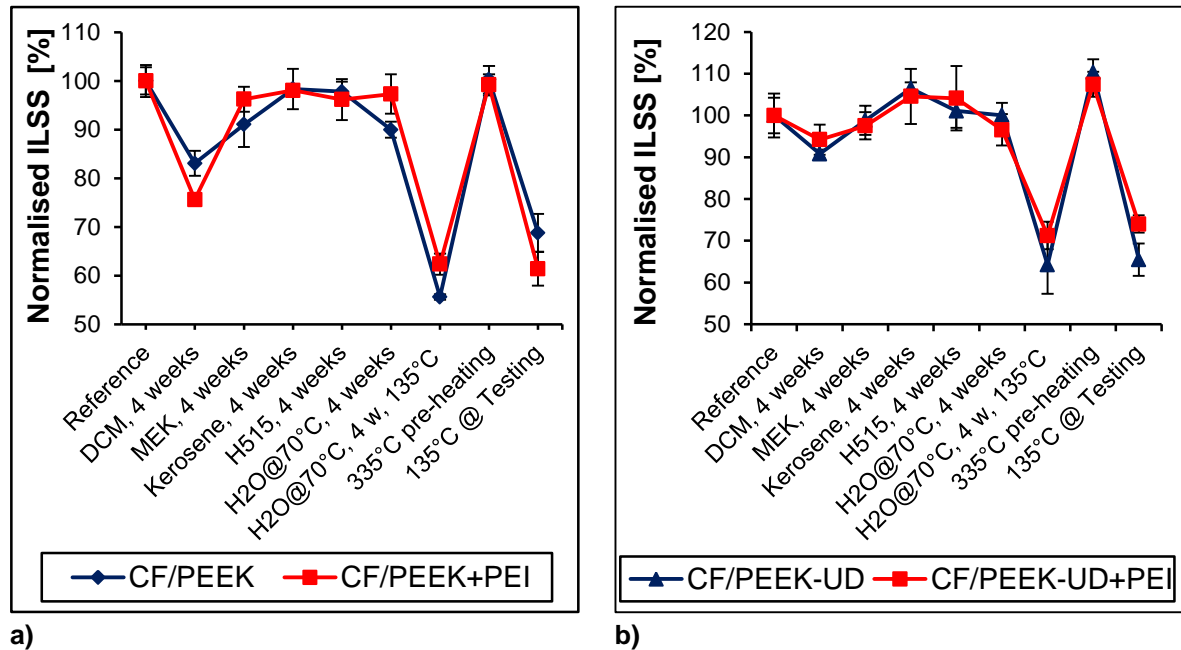 Normalised ILSS [%]
110
100
90
80
70
60
50
Reference
DCM, 4 weeks
MEK, 4 weeks
Kerosene, 4 weeks
H515, 4 weeks
H2O@70°C, 4 weeks
H2O@70°C, 4 w, 135°C
335°C pre-heating
135°C @ Testing
CF/PEEK CF/PEEK+PEI
a)
Normalised ILSS [%]
120
110
100
90
80
70
60
50
Reference
DCM, 4 weeks
MEK, 4 weeks
Kerosene, 4 weeks
H515, 4 weeks
H2O@70°C, 4 weeks
H2O@70°C, 4 w, 135°C
335°C pre-heating
135°C @ Testing
CF/PEEK-UD CF/PEEK-UD+PEI
b)